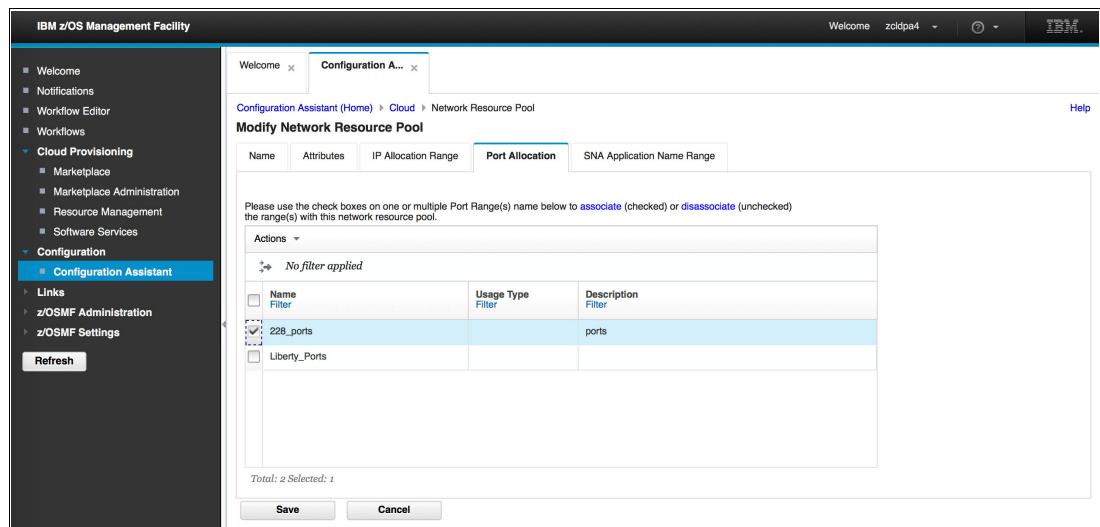 IBM z/OS Management Facility
Welcome zcldpa4
IBM.
Welcome
Notifications
Workflow Editor
Workflows
Cloud Provisioning
Marketplace
Marketplace Administration
Resource Management
Software Services
Configuration
Configuration Assistant
Links
z/OSMF Administration
z/OSMF Settings
Refresh
Welcome Configuration A...
Configuration Assistant (Home) Cloud Network Resource Pool
Help
Modify Network Resource Pool
Name Attributes IP Allocation Range Port Allocation SNA Application Name Range
Please use the check boxes on one or multiple Port Range(s) name below to associate (checked) or disassociate (unchecked)
the range(s) with this network resource pool.
Actions
No filter applied
Name Usage Type Description
Filter Filter Filter
228_ports ports
Liberty_Ports
Total: 2 Selected: 1
Save Cancel